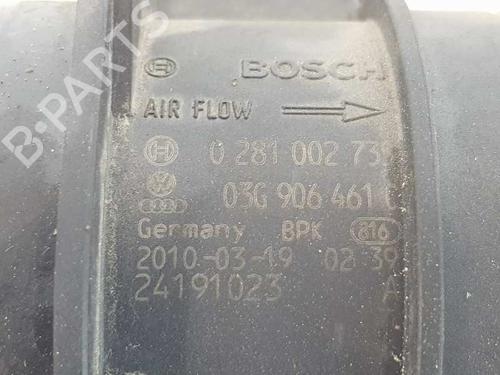 B-PARTS
BOSCH
AIR FLOW
0 281 002 735
03G 906 461
Germany BPK 816
2010-03-19 02 39
24191023 A